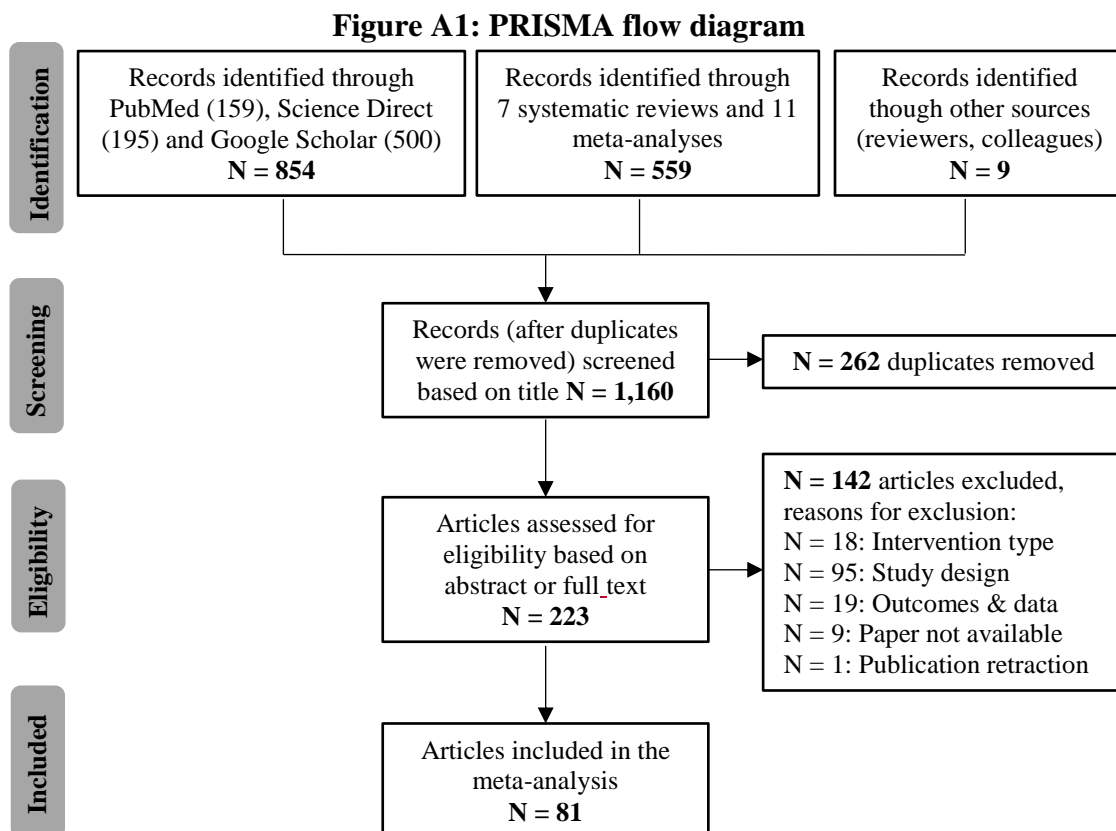 Figure A1: PRISMA flow diagram
Identification
Records identified through
PubMed (159), Science Direct
(195) and Google Scholar (500)
N = 854
Records identified through
7 systematic reviews and 11
meta-analyses
N = 559
Records identified
though other sources
(reviewers, colleagues)
N = 9
Screening
Records (after duplicates
were removed) screened
based on title N = 1,160
N = 262 duplicates removed
Eligibility
Articles assessed for
eligibility based on
abstract or full text
N = 223
N = 142 articles excluded,
reasons for exclusion:
N = 18: Intervention type
N = 95: Study design
N = 19: Outcomes & data
N = 9: Paper not available
N = 1: Publication retraction
Included
Articles included in the
meta-analysis
N = 81